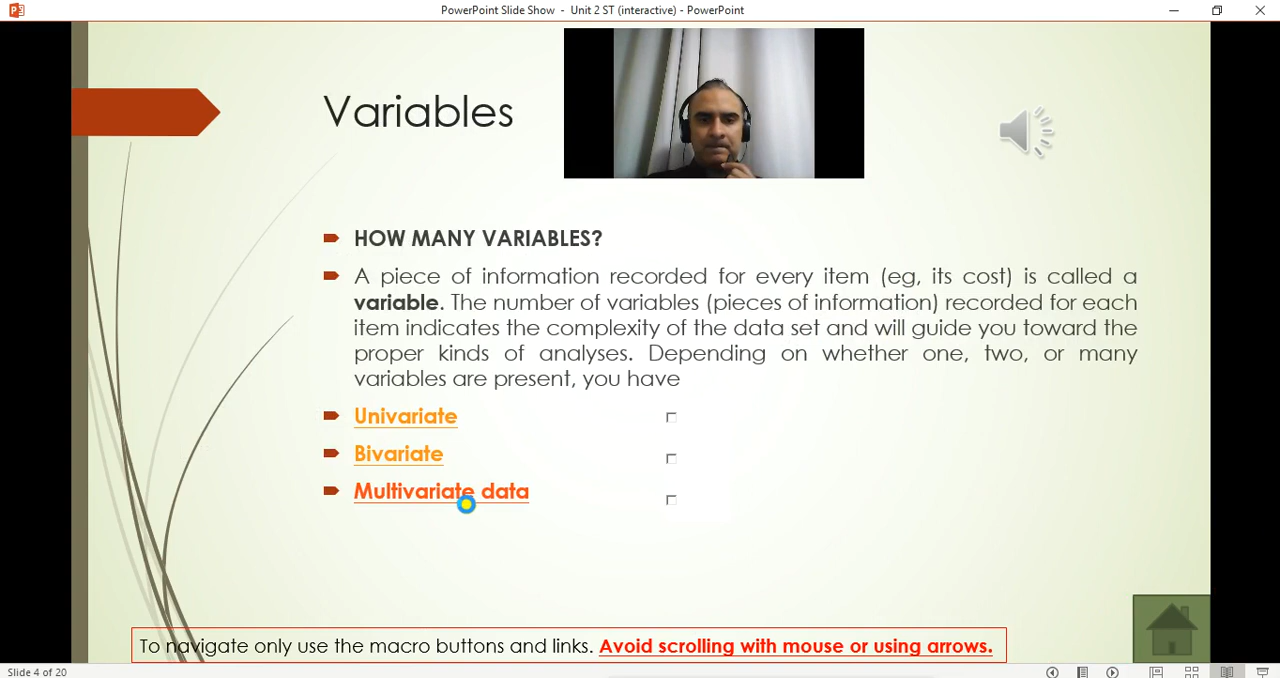 PowerPoint Slide Show - Unit 2 ST (interactive) - PowerPoint
Variables
HOW MANY VARIABLES?
A piece of information recorded for every item (eg, its cost) is called a
variable. The number of variables (pieces of information) recorded for each
item indicates the complexity of the data set and will guide you toward the
proper kinds of analyses. Depending on whether one, two, or many
variables are present, you have
Univariate
Bivariate
Multivariate data
To navigate only use the macro buttons and links. Avoid scrolling with mouse or using arrows.
Slide 4 of 20